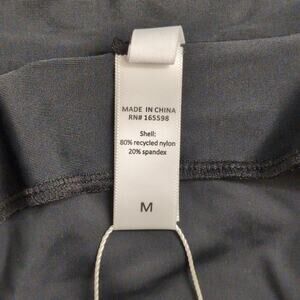 MADE IN CHINA
RN# 165598
Shell:
80% recycled nylon
20% spandex
M